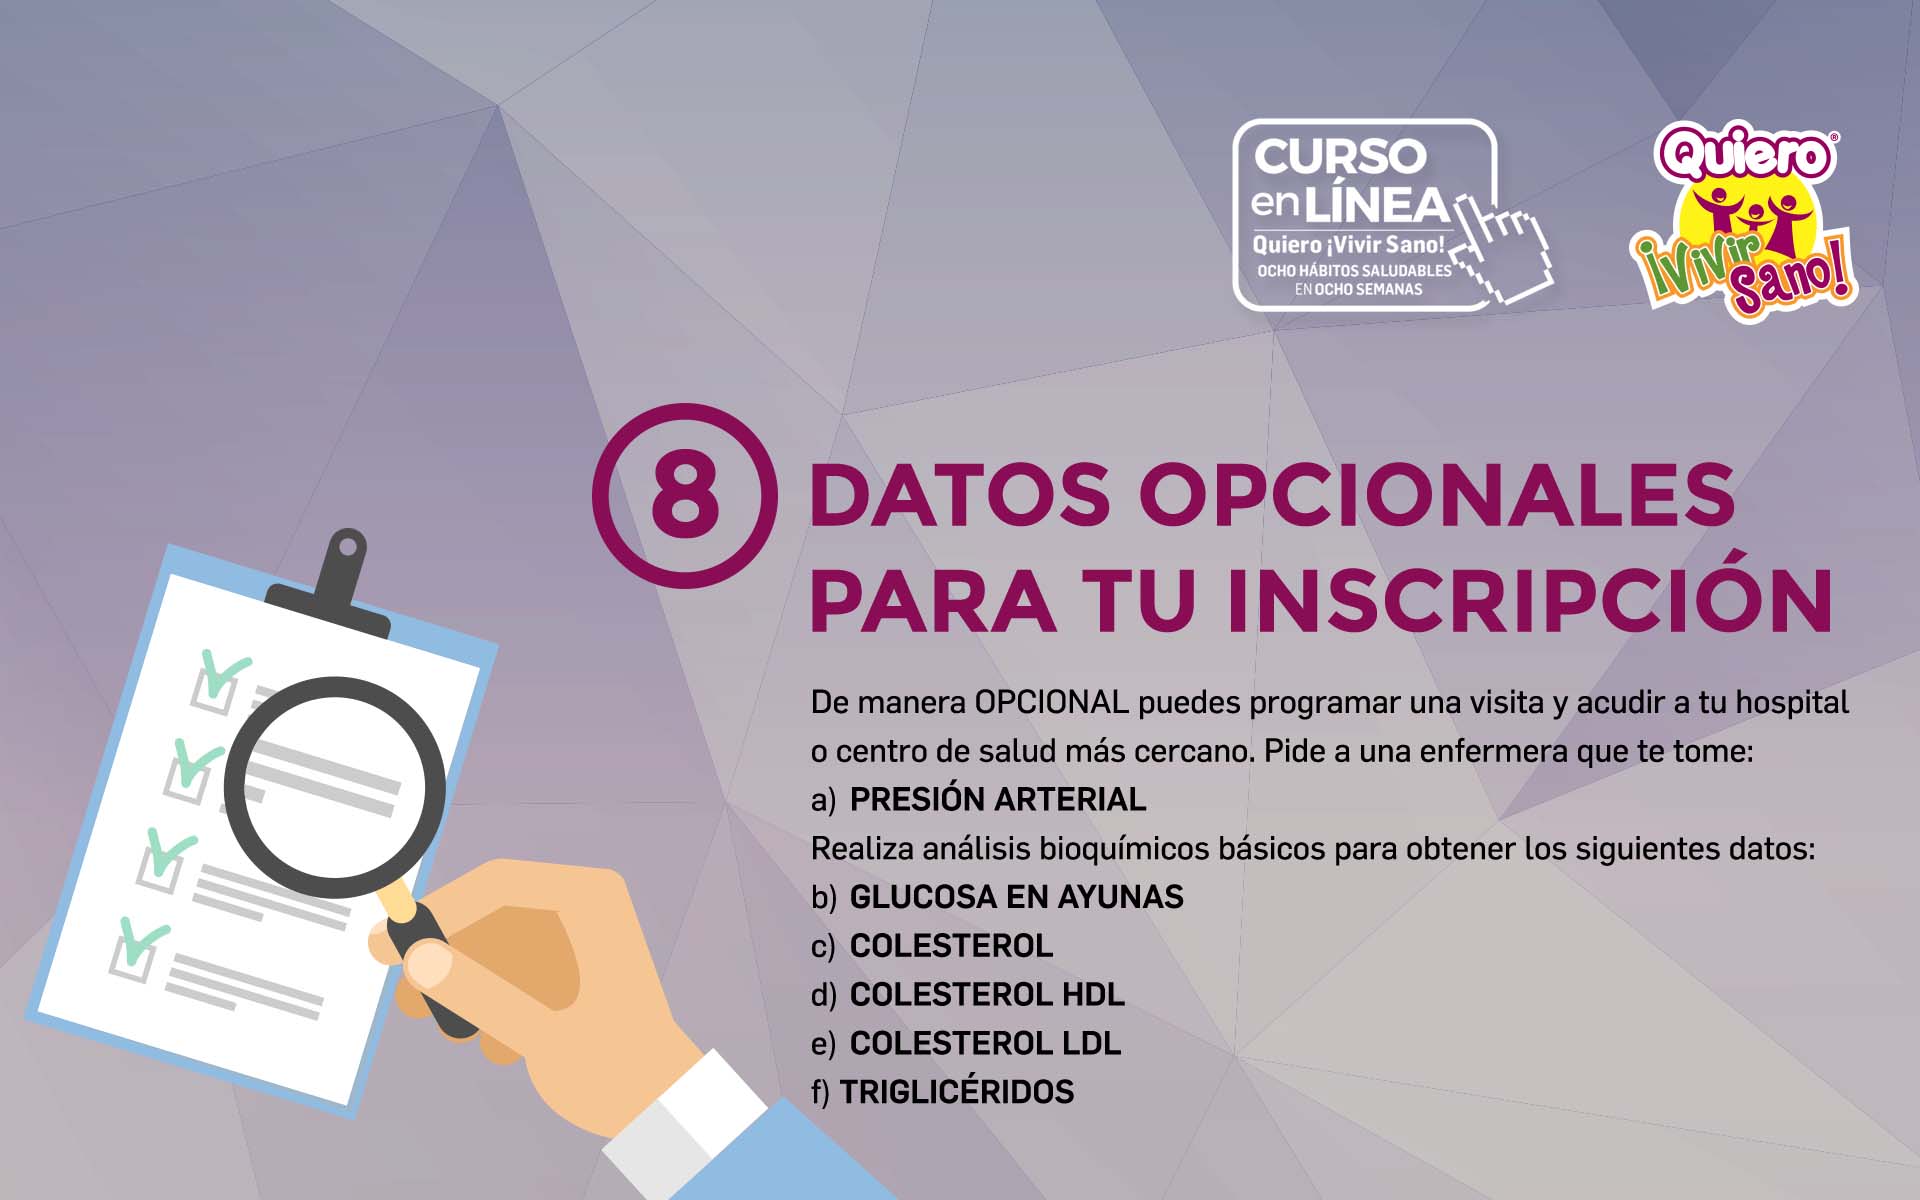 CURSO
en LÍNEA
Quiero ¡Vivir Sano!
OCHO HÁBITOS SALUDABLES
EN OCHO SEMANAS
Quiero®
¡Vivir
Sano!
8 DATOS OPCIONALES
PARA TU INSCRIPCIÓN
De manera OPCIONAL puedes programar una visita y acudir a tu hospital
o centro de salud más cercano. Pide a una enfermera que te tome:
a) PRESIÓN ARTERIAL
Realiza análisis bioquímicos básicos para obtener los siguientes datos:
b) GLUCOSA EN AYUNAS
c) COLESTEROL
d) COLESTEROL HDL
e) COLESTEROL LDL
f) TRIGLICÉRIDOS